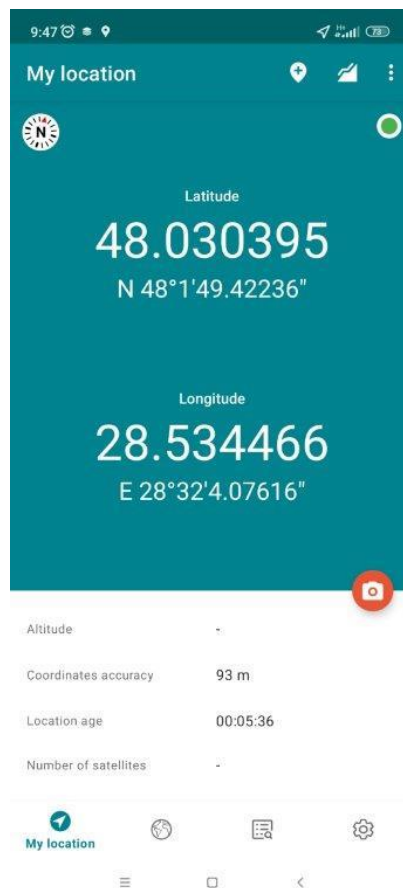 9:47
My location
N
Latitude
48.030395
N 48°1'49.42236"
Longitude
28.534466
E 28°32'4.07616"
Altitude -
Coordinates accuracy 93 m
Location age 00:05:36
Number of satellites -
My location